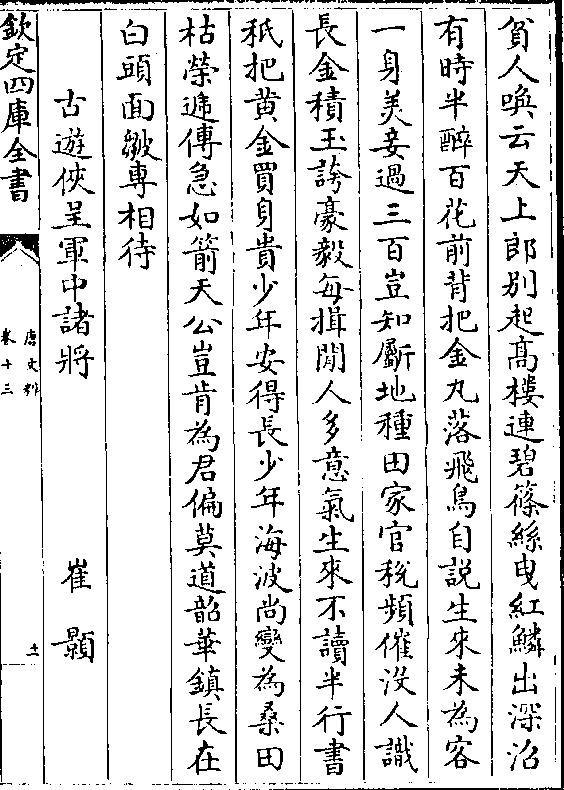 貧人喚云天上郎別起髙樓連碧篠絲曳紅鱗出深沼
有時半醉百花前背把金丸落飛鳥自説生來未為客
一身美妾過三百豈知斸地種田家官税頻催沒人識
長金積玉誇豪毅每揖閒人多意氣生來不讀半行書
秖把黄金買身貴少年安得長少年海波尚變為桑田
枯榮遞傳急如箭天公豈肯為君偏莫道韶華鎮長在
白頭面皺專相待
古遊俠呈軍中諸將 崔顥
欽定四庫全書
唐文粹
卷十三
十